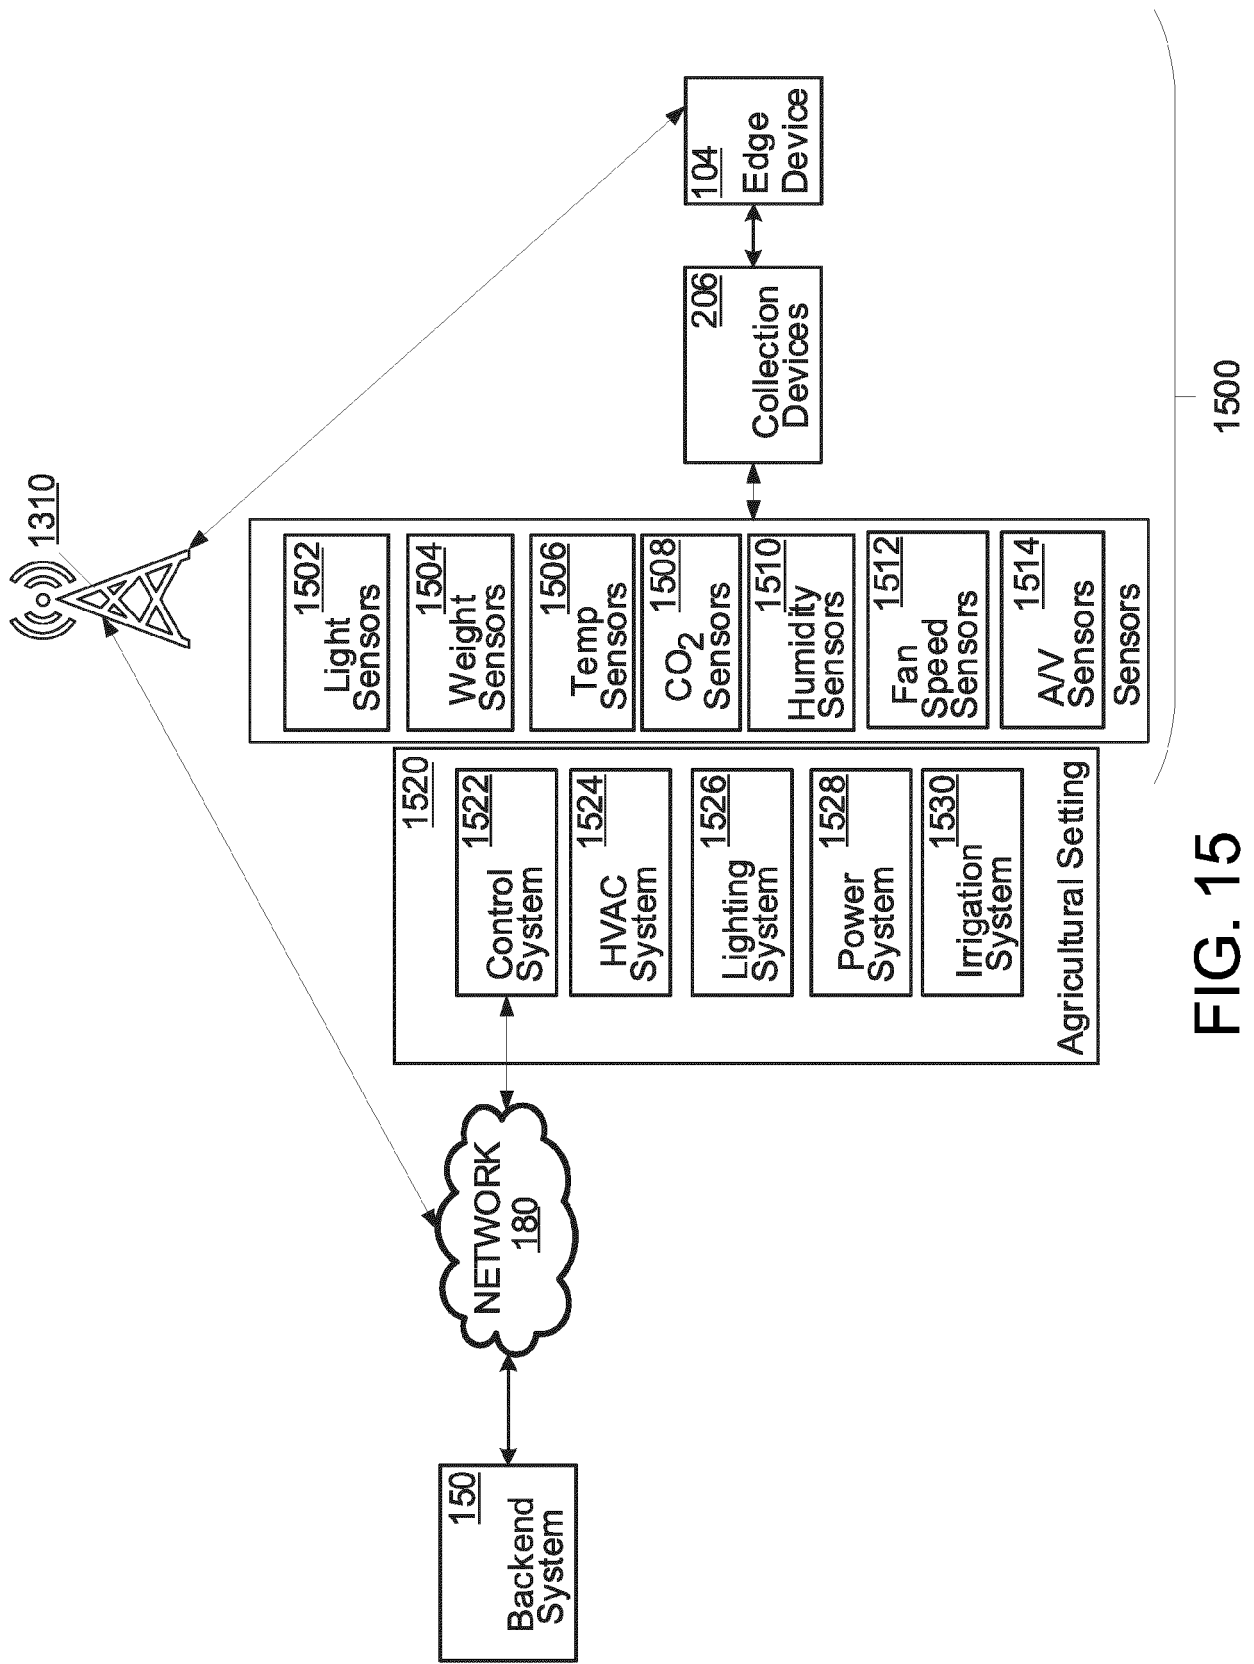 1310
150
Backend
System
NETWORK
180
1520
1522
Control
System
1524
HVAC
System
1526
Lighting
System
1528
Power
System
1530
Irrigation
System
Agricultural Setting
1502
Light
Sensors
1504
Weight
Sensors
1506
Temp
Sensors
1508
CO2
Sensors
1510
Humidity
Sensors
1512
Fan
Speed
Sensors
1514
A/V
Sensors
Sensors
206
Collection
Devices
104
Edge
Device
1500
FIG. 15